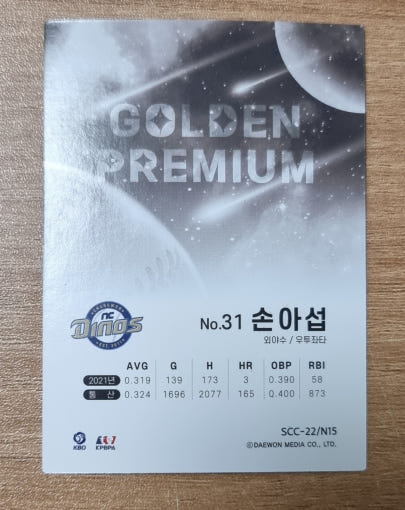 GOLDEN
PREMIUM
NC
DINOS
No.31 손아섭
외야수 / 우투좌타
AVG G H HR OBP RBI
2021년 0.319 139 173 3 0.390 58
통 산 0.324 1696 2077 165 0.400 873
SCC-22/N15
KBO KPBPA ⓒDAEWON MEDIA CO., LTD.